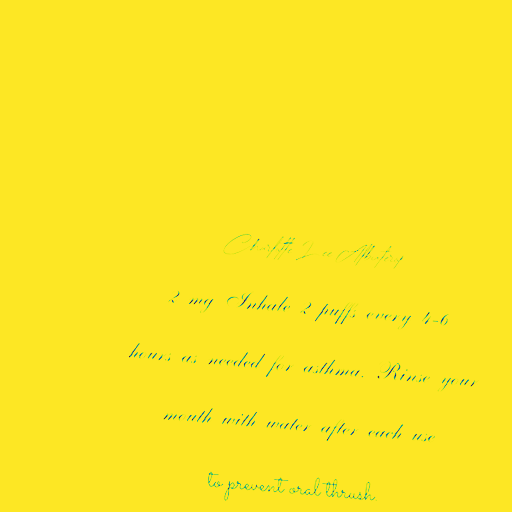 2 mg Inhale 2 puffs every 4-6
hours as needed for asthma. Rinse your
mouth with water after each use
to prevent oral thrush